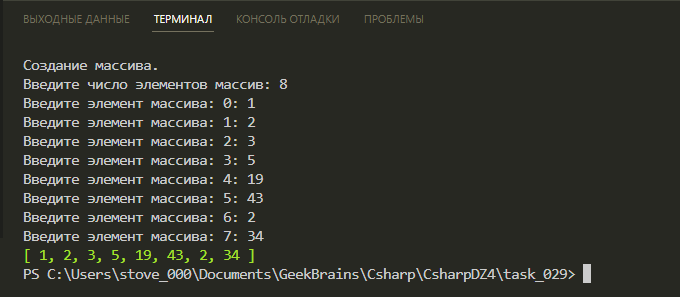 ВЫХОДНЫЕ ДАННЫЕ ТЕРМИНАЛ КОНСОЛЬ ОТЛАДКИ ПРОБЛЕМЫ
Создание массива.
Введите число элементов массив: 8
Введите элемент массива: 0: 1
Введите элемент массива: 1: 2
Введите элемент массива: 2: 3
Введите элемент массива: 3: 5
Введите элемент массива: 4: 19
Введите элемент массива: 5: 43
Введите элемент массива: 6: 2
Введите элемент массива: 7: 34
[ 1, 2, 3, 5, 19, 43, 2, 34 ]
PS C:\Users\stove_000\Documents\GeekBrains\Csharp\CsharpDZ4\task_029>